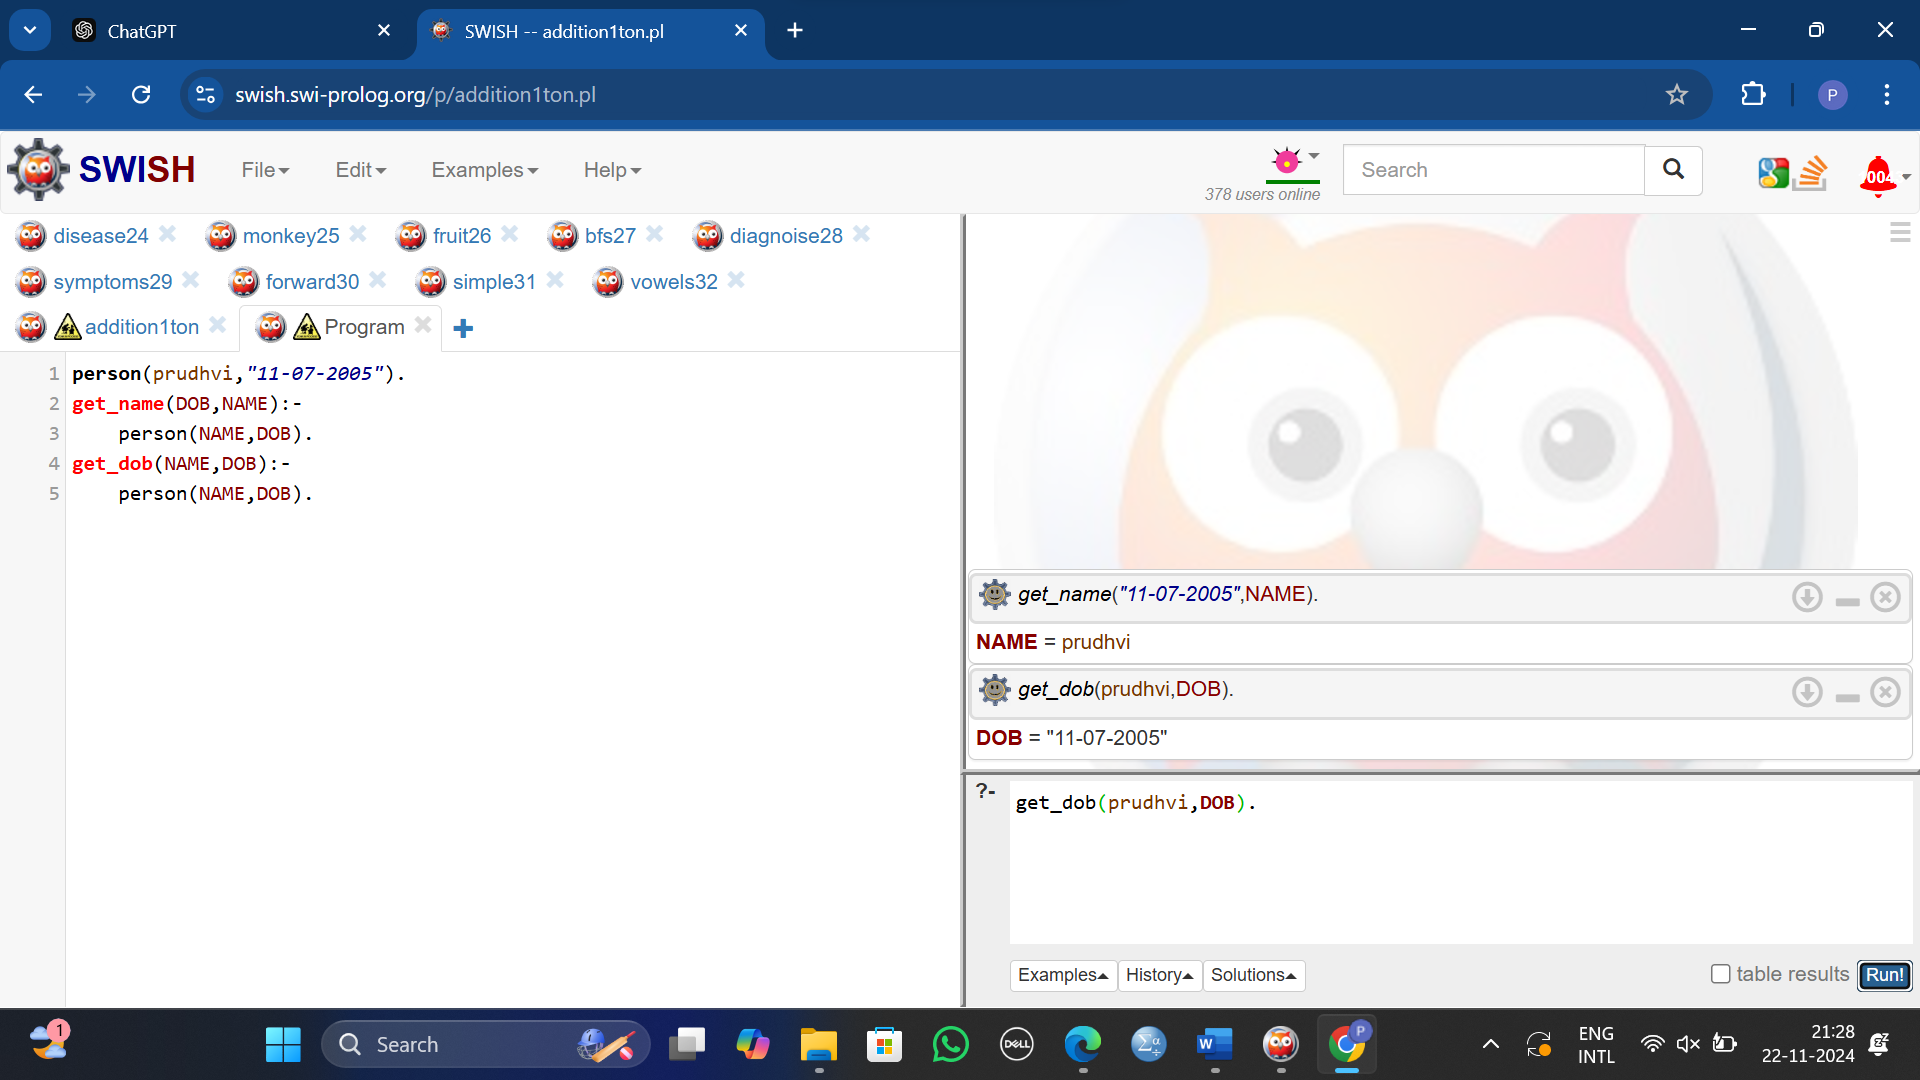 ChatGPT
SWISH -- addition1ton.pl
swish.swi-prolog.org/p/addition1ton.pl
P
SWISH
File
Edit
Examples
Help
378 users online
Search
disease24
monkey25
fruit26
bfs27
diagnoise28
symptoms29
forward30
simple31
vowels32
addition1ton
Program
1 person(prudhvi,"11-07-2005").
2 get_name(DOB,NAME):-
3 person(NAME,DOB).
4 get_dob(NAME,DOB):-
5 person(NAME,DOB).
get_name("11-07-2005",NAME).
NAME = prudhvi
get_dob(prudhvi,DOB).
DOB = "11-07-2005"
?- get_dob(prudhvi,DOB).
Examples
History
Solutions
table results
Run!
1
Search
DELL
W
P
ENG
INTL
21:28
22-11-2024